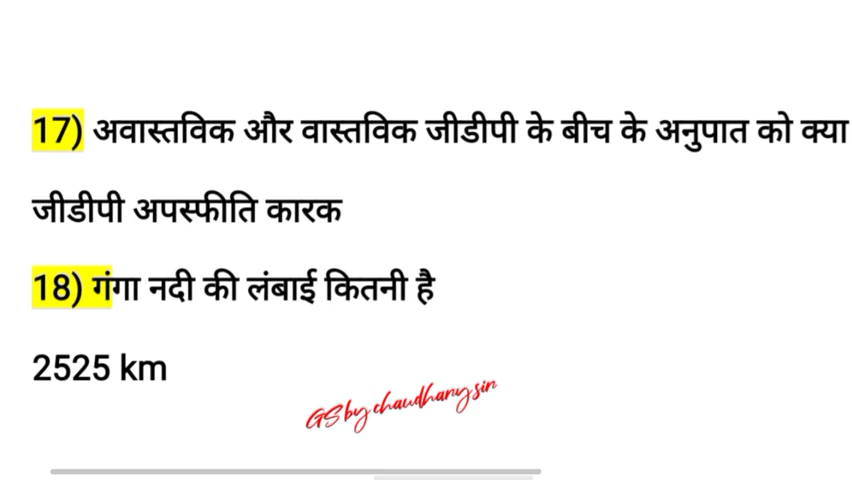 17) अवास्तविक और वास्तविक जीडीपी के बीच के अनुपात को क्या
जीडीपी अपस्फीति कारक
18) गंगा नदी की लंबाई कितनी है
2525 km
GS by chaudhary sir